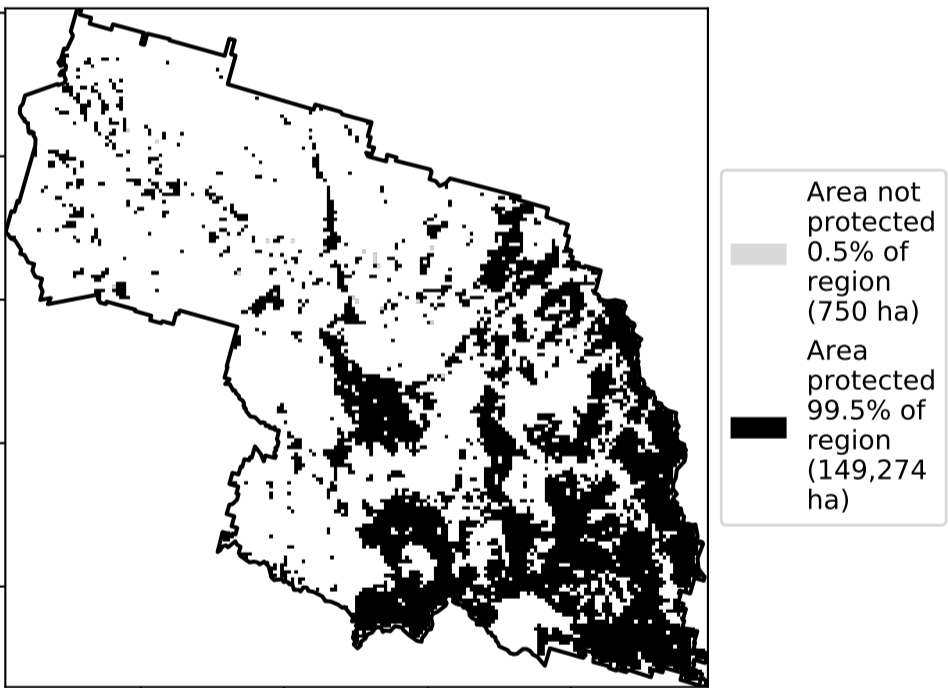 Area not
protected
0.5% of
region
(750 ha)
Area
protected
99.5% of
region
(149,274
ha)